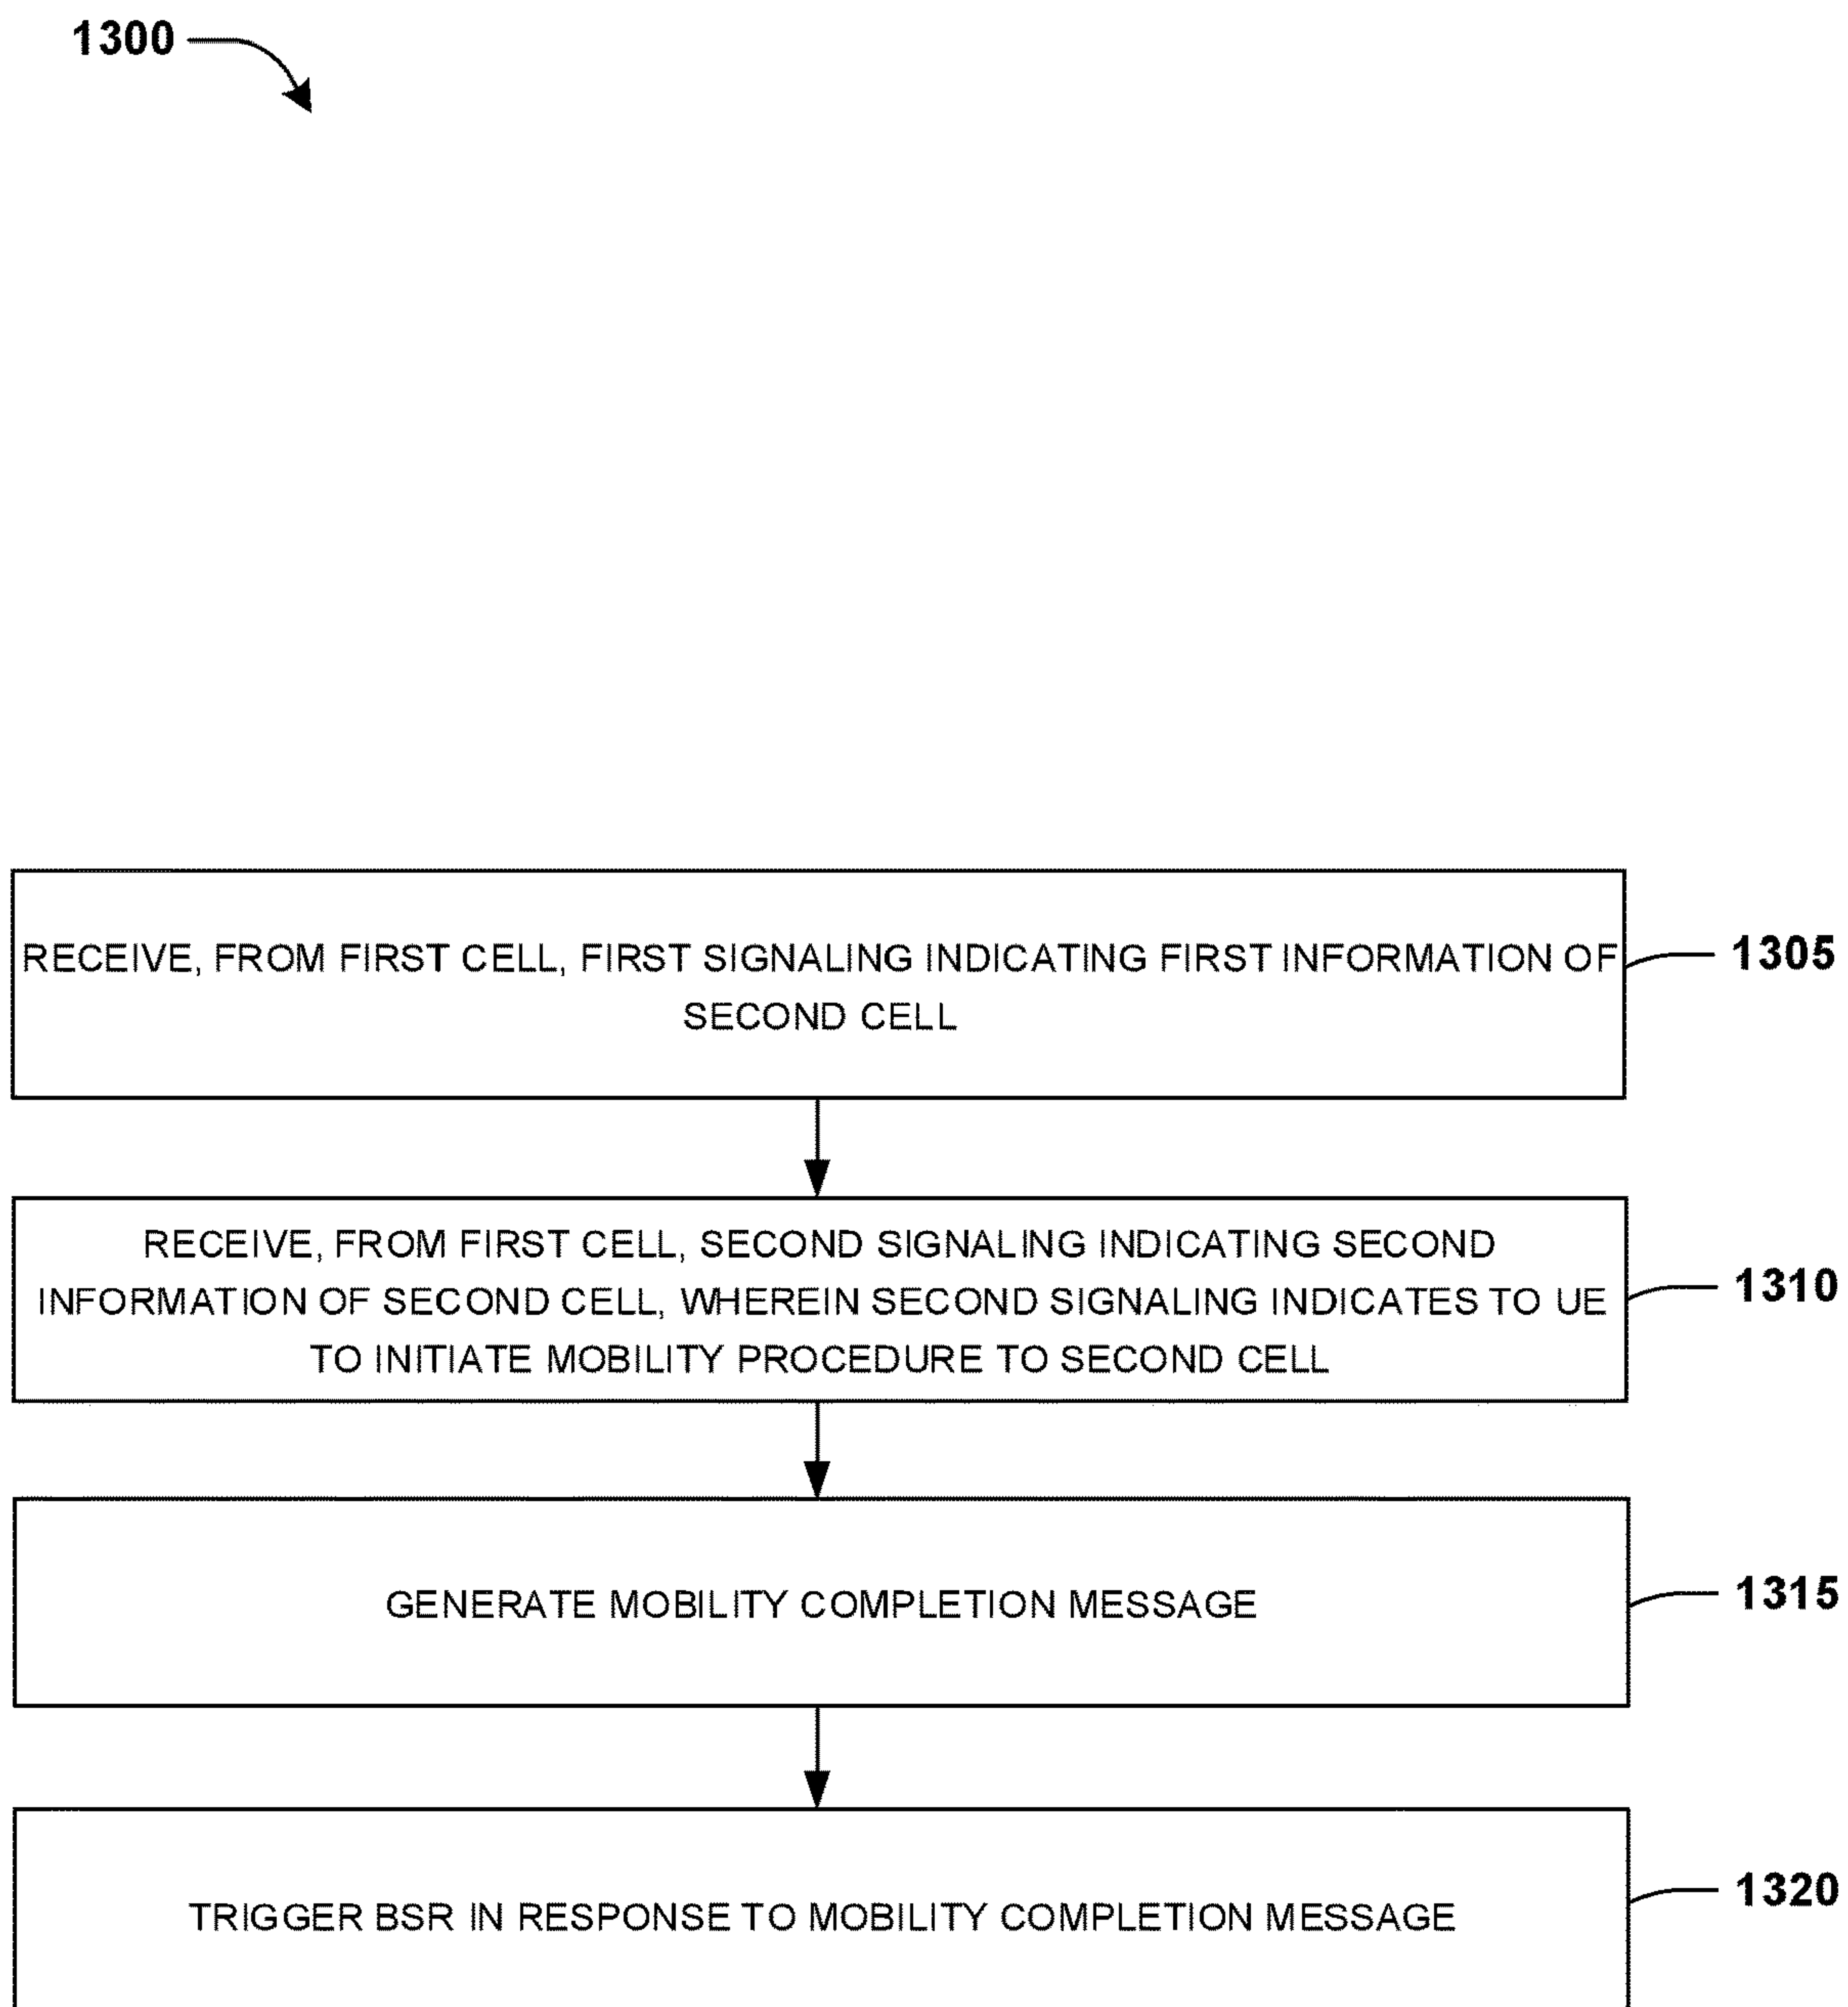 1300
RECEIVE, FROM FIRST CELL, FIRST SIGNALING INDICATING FIRST INFORMATION OF
SECOND CELL
1305
RECEIVE, FROM FIRST CELL, SECOND SIGNALING INDICATING SECOND
INFORMATION OF SECOND CELL, WHEREIN SECOND SIGNALING INDICATES TO UE
TO INITIATE MOBILITY PROCEDURE TO SECOND CELL
1310
GENERATE MOBILITY COMPLETION MESSAGE
1315
TRIGGER BSR IN RESPONSE TO MOBILITY COMPLETION MESSAGE
1320